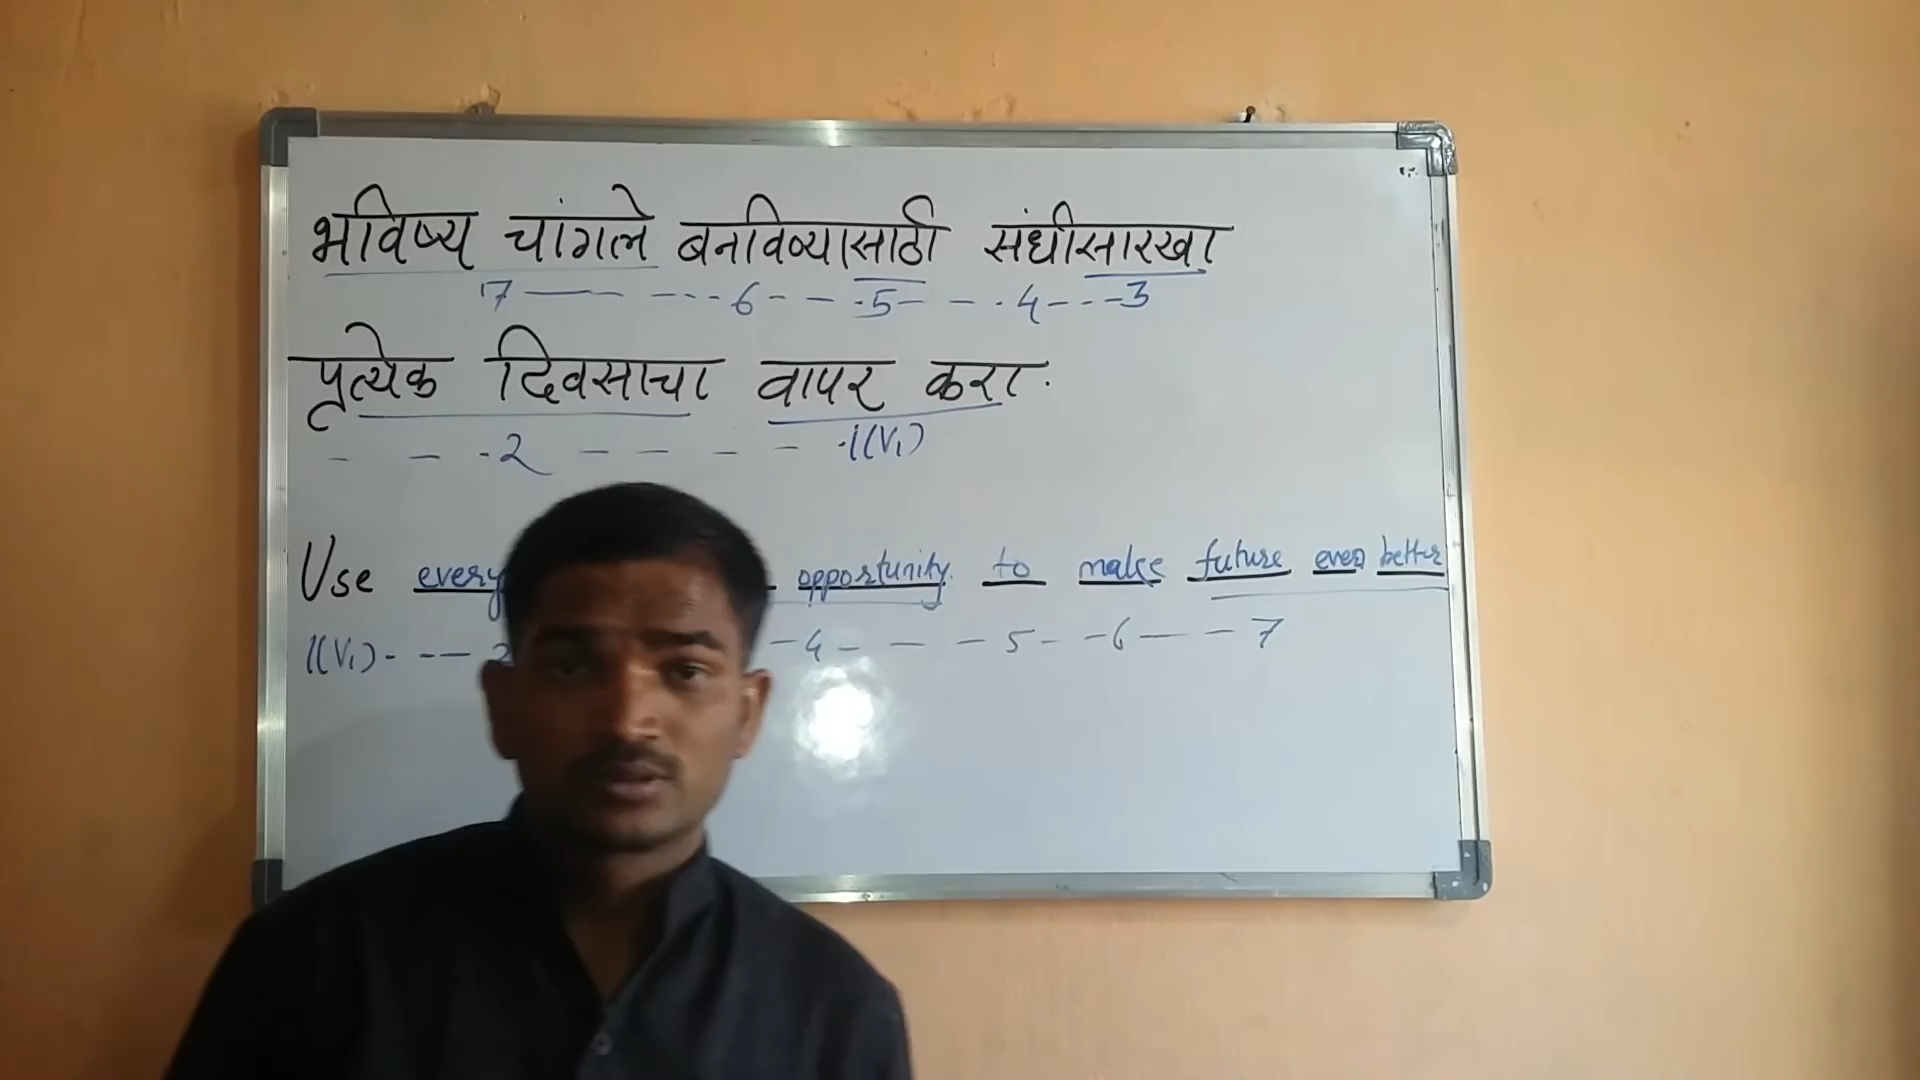 भविष्य चांगले बनविण्यासाठी संधीसारखा
7 — — --- 6 - — -5- — -. 4 -- --3
प्रत्येक दिवसाचा वापर करा.
— — -2 — — — — -1(V₁)
Use every opportunity. to make future even better
1(V₁)- -- — 2 — 4 - — — 5 - -6 — — 7